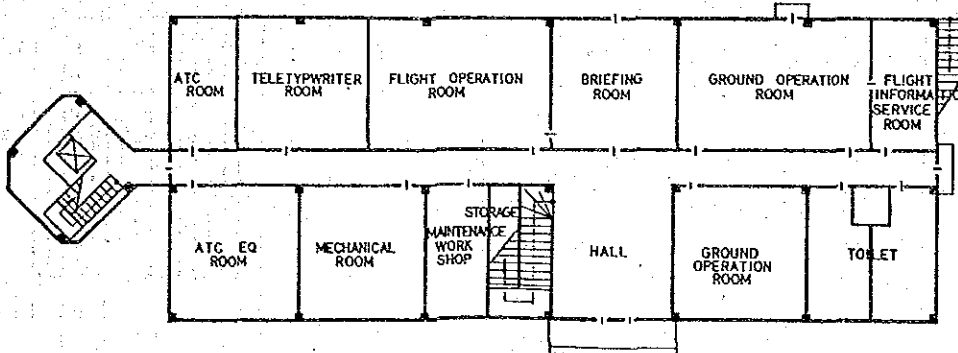 ATC
ROOM
TELETYPWRITER
ROOM
FLIGHT OPERATION
ROOM
BRIEFING
ROOM
GROUND OPERATION
ROOM
FLIGHT
INFORMATIO
SERVICE
ROOM
ATC EQ
ROOM
MECHANICAL
ROOM
STORAGE
MAINTENANCE
WORK
SHOP
HALL
GROUND
OPERATION
ROOM
TOILET